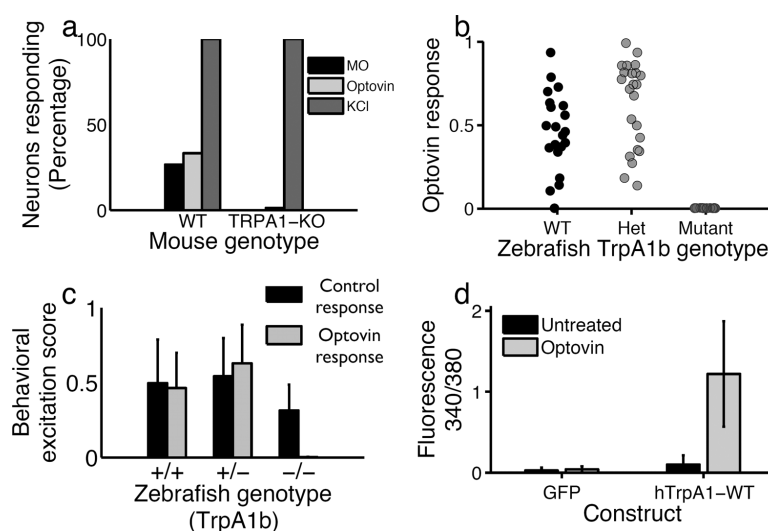 a
100
50
0
Neurons responding
(Percentage)
MO
Optovin
KCl
WT TRPA1–KO
Mouse genotype
b
1
0.5
0
Optovin response
WT Het Mutant
Zebrafish TrpA1b genotype
c
1
0.5
0
Behavioral
excitation score
Control
response
Optovin
response
+/+ +/– –/–
Zebrafish genotype
(TrpA1b)
d
2
1
0
Fluorescence
340/380
Untreated
Optovin
GFP hTrpA1–WT
Construct